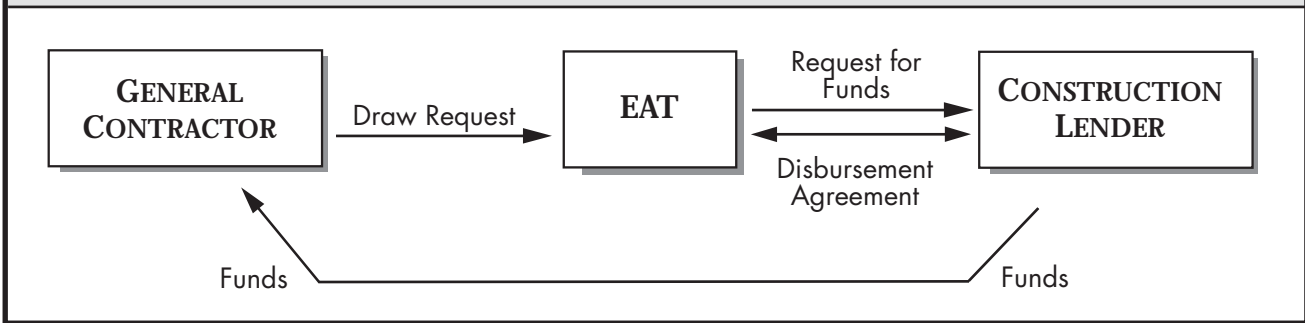 GENERAL
CONTRACTOR
Draw Request
EAT
Request for
Funds
Disbursement
Agreement
CONSTRUCTION
LENDER
Funds
Funds